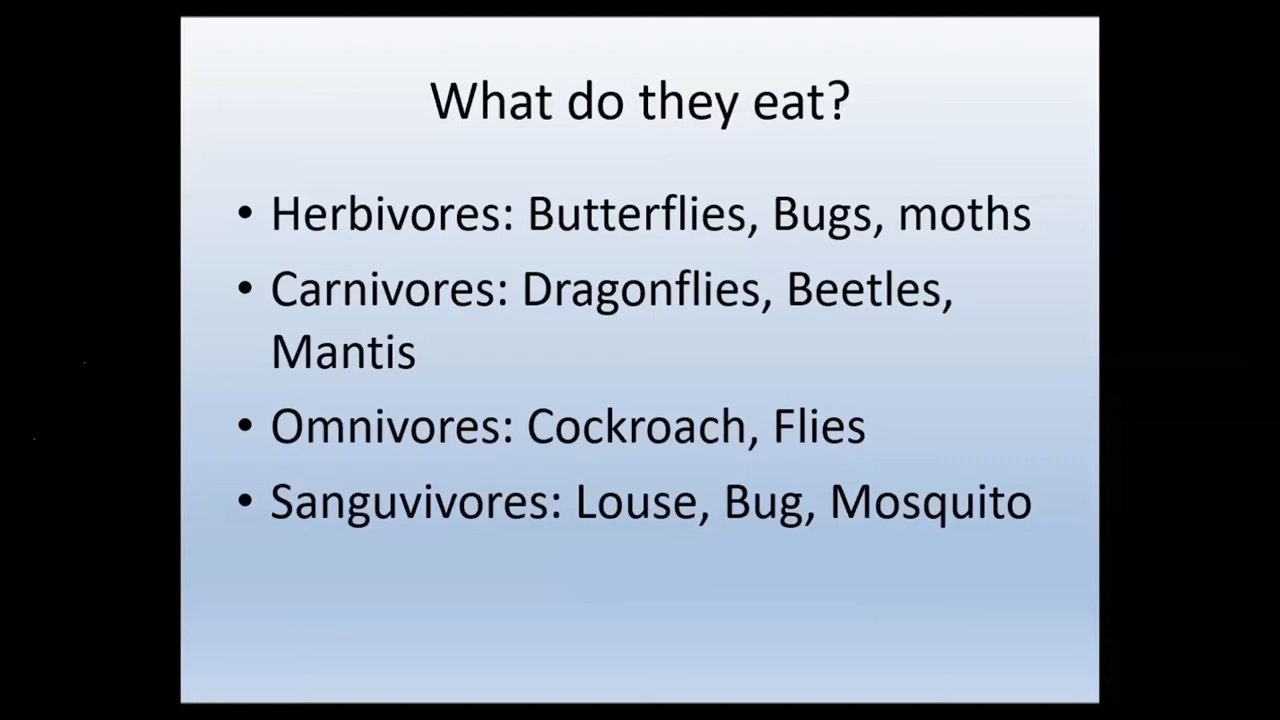 What do they eat?
• Herbivores: Butterflies, Bugs, moths
• Carnivores: Dragonflies, Beetles,
Mantis
• Omnivores: Cockroach, Flies
• Sanguvivores: Louse, Bug, Mosquito